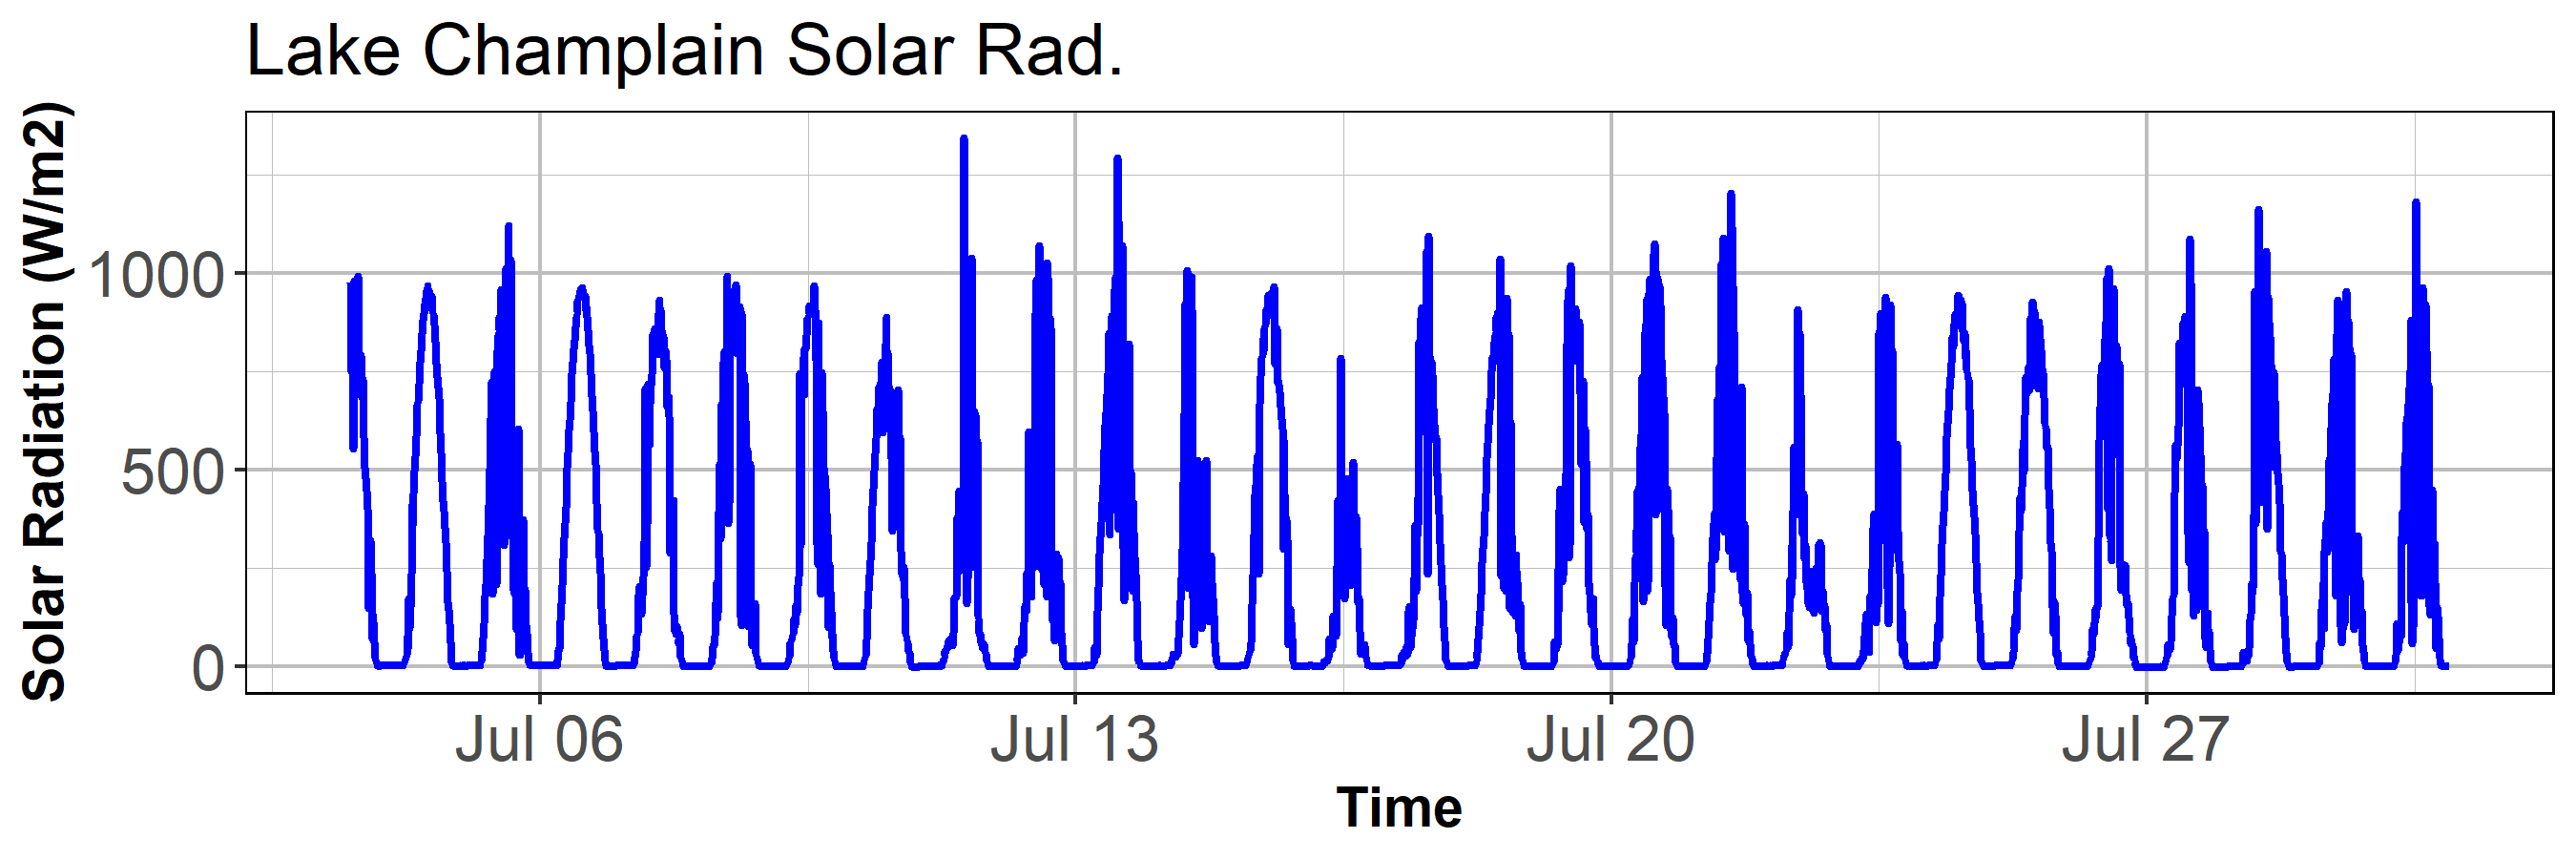 Lake Champlain Solar Rad.
Solar Radiation (W/m2)
1000
500
0
Jul 06
Jul 13
Jul 20
Jul 27
Time